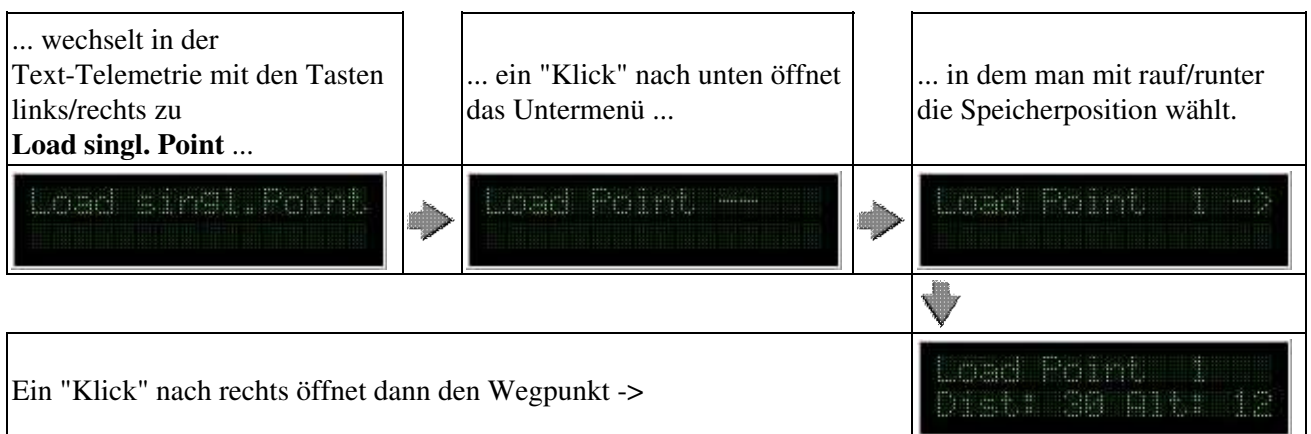 ... wechselt in der
Text-Telemetrie mit den Tasten
links/rechts zu
Load singl. Point ...
... ein "Klick" nach unten öffnet
das Untermenü ...
... in dem man mit rauf/runter
die Speicherposition wählt.
Load singl.Point
Load Point --
Load Point 1 ->
Ein "Klick" nach rechts öffnet dann den Wegpunkt ->
Load Point 1
Dist: 30 Alt: 12